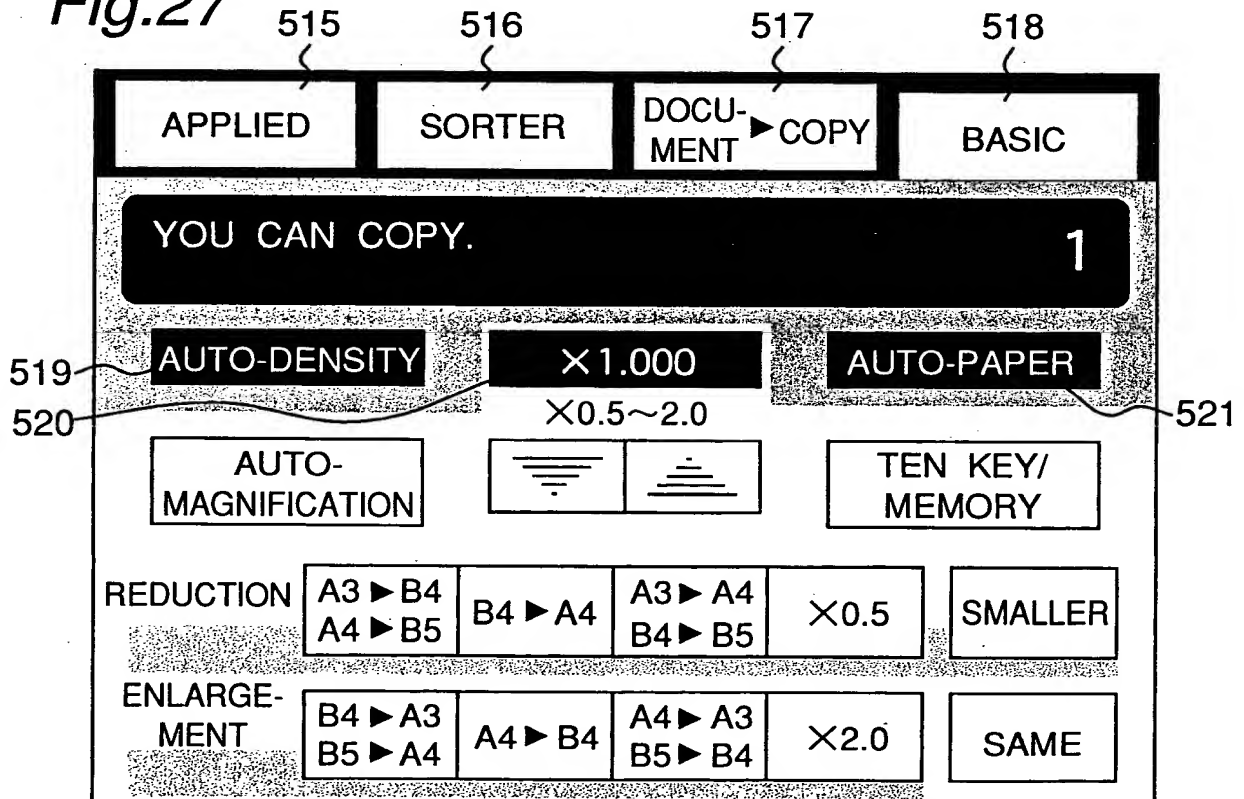 Fig.27
515 516 517 518
APPLIED SORTER DOCU-MENT ▶ COPY BASIC
YOU CAN COPY. 1
519 AUTO-DENSITY ×1.000 AUTO-PAPER
520 ×0.5~2.0 521
AUTO- TEN KEY/
MAGNIFICATION MEMORY
REDUCTION A3 ▶ B4 B4 ▶ A4 A3 ▶ A4 ×0.5 SMALLER
A4 ▶ B5 B4 ▶ B5
ENLARGE- B4 ▶ A3 A4 ▶ B4 A4 ▶ A3 ×2.0 SAME
MENT B5 ▶ A4 B5 ▶ B4